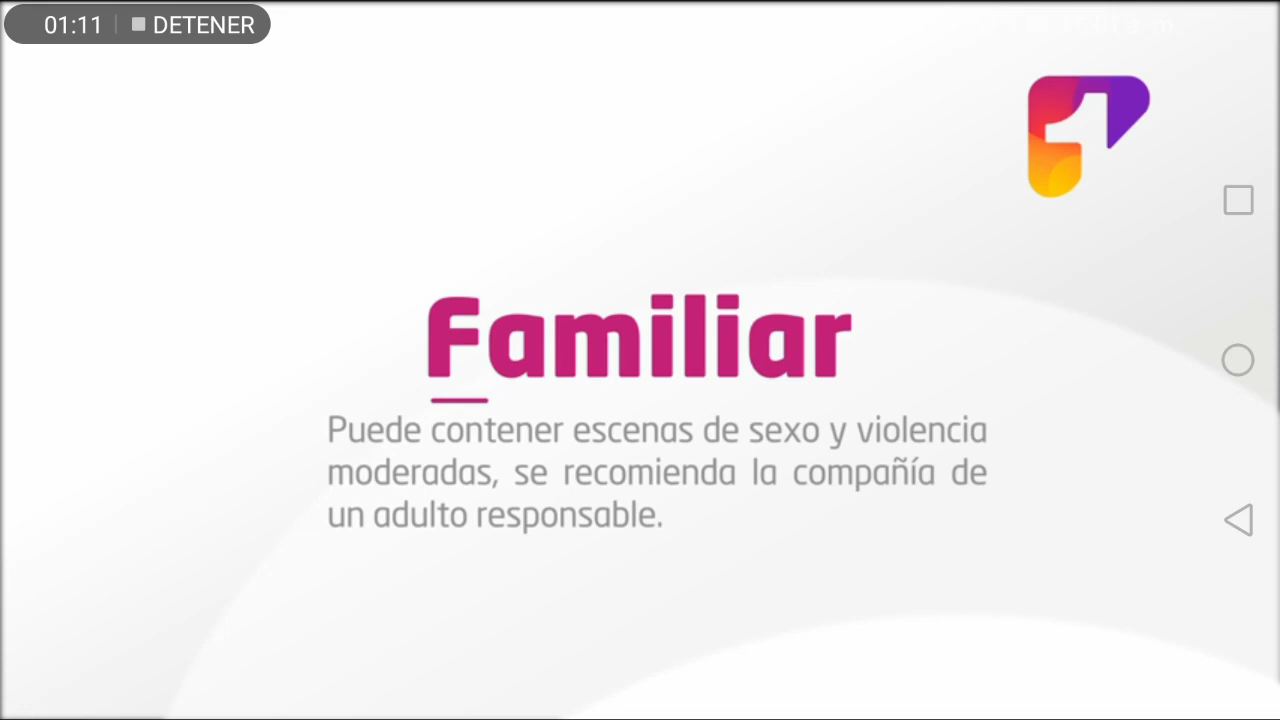 01:11 DETENER
1
Familiar
Puede contener escenas de sexo y violencia
moderadas, se recomienda la compañía de
un adulto responsable.